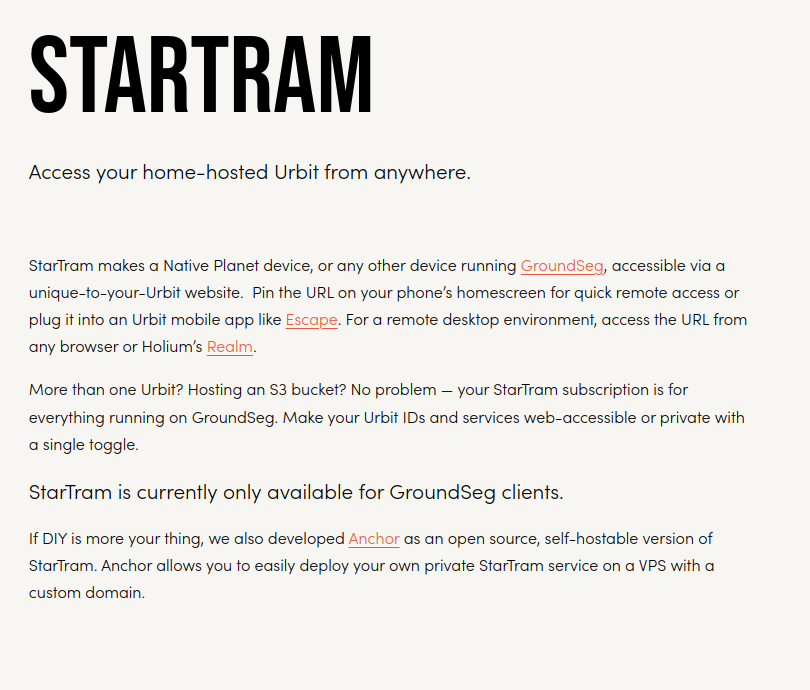 STARTRAM
Access your home-hosted Urbit from anywhere.
StarTram makes a Native Planet device, or any other device running GroundSeg, accessible via a
unique-to-your-Urbit website.  Pin the URL on your phone’s homescreen for quick remote access or
plug it into an Urbit mobile app like Escape. For a remote desktop environment, access the URL from
any browser or Holium’s Realm.
More than one Urbit? Hosting an S3 bucket? No problem — your StarTram subscription is for
everything running on GroundSeg. Make your Urbit IDs and services web-accessible or private with
a single toggle.
StarTram is currently only available for GroundSeg clients.
If DIY is more your thing, we also developed Anchor as an open source, self-hostable version of
StarTram. Anchor allows you to easily deploy your own private StarTram service on a VPS with a
custom domain.